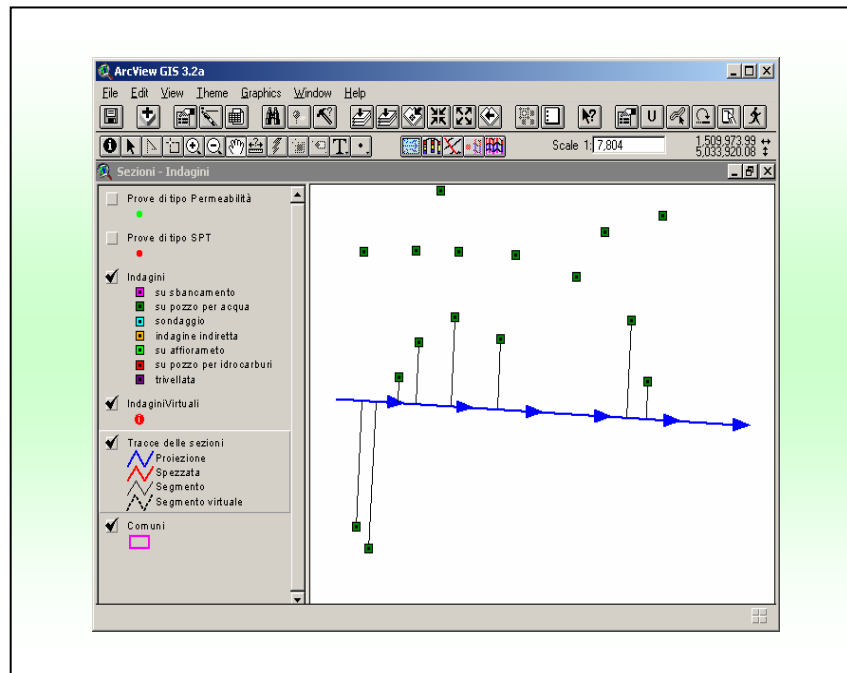 ArcView GIS 3.2a
File Edit View Theme Graphics Window Help
Scale 1: 7,804
1,509,973.99
5,033,920.08
Sezioni - Indagini
Prove di tipo Permeabilità
Prove di tipo SPT
Indagini
su sbancamento
su pozzo per acqua
sondaggio
indagine indiretta
su affiorameto
su pozzo per idrocarburi
trivellata
IndaginiVirtuali
Tracce delle sezioni
Proiezione
Spezzata
Segmento
Segmento virtuale
Comuni